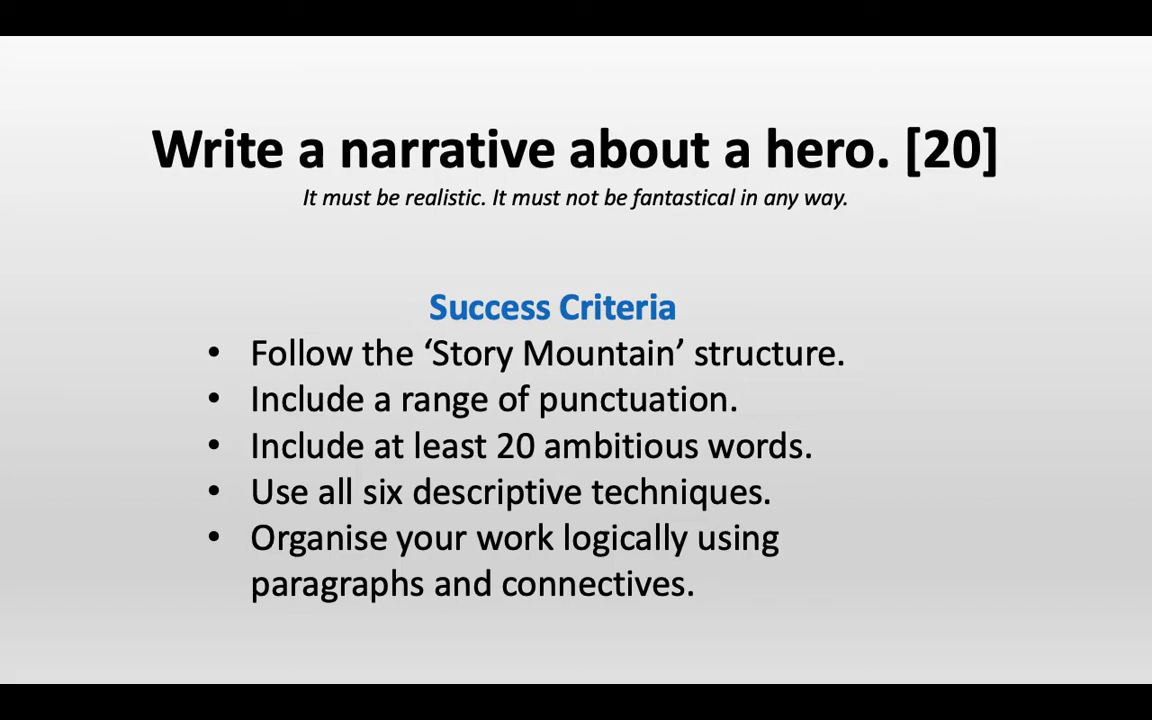 Write a narrative about a hero. [20]
It must be realistic. It must not be fantastical in any way.
Success Criteria
• Follow the ‘Story Mountain’ structure.
• Include a range of punctuation.
• Include at least 20 ambitious words.
• Use all six descriptive techniques.
• Organise your work logically using
paragraphs and connectives.